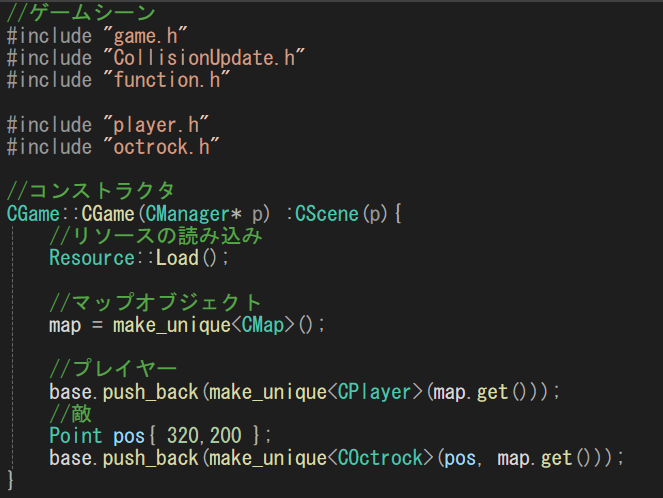 //ゲームシーン
#include "game.h"
#include "CollisionUpdate.h"
#include "function.h"
#include "player.h"
#include "octrock.h"
//コンストラクタ
CGame::CGame(CManager* p) :CScene(p){
//リソースの読み込み
Resource::Load();
//マップオブジェクト
map = make_unique<CMap>();
//プレイヤー
base.push_back(make_unique<CPlayer>(map.get()));
//敵
Point pos{ 320,200 };
base.push_back(make_unique<COctrock>(pos, map.get()));
}